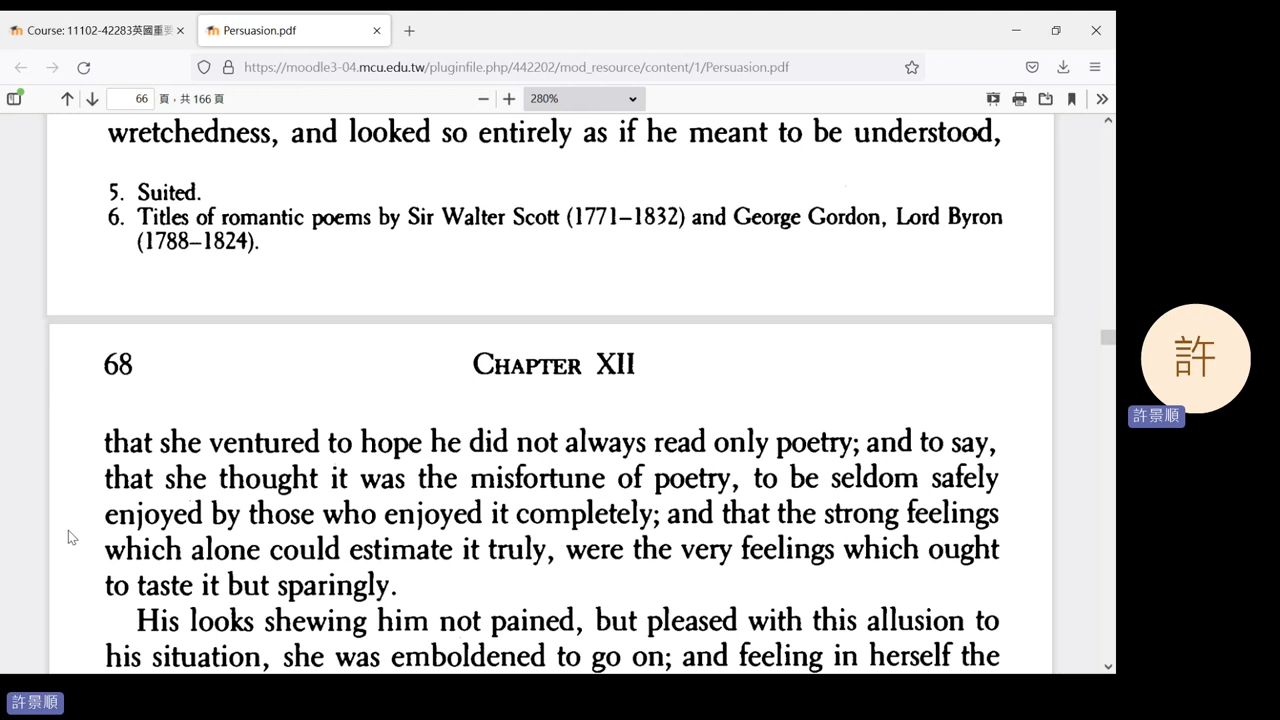 Course: 11102-42283英國重要
Persuasion.pdf
https://moodle3-04.mcu.edu.tw/pluginfile.php/442202/mod_resource/content/1/Persuasion.pdf
66 頁，共 166 頁
280%
wretchedness, and looked so entirely as if he meant to be understood,
5. Suited.
6. Titles of romantic poems by Sir Walter Scott (1771–1832) and George Gordon, Lord Byron
(1788–1824).
68 CHAPTER XII
that she ventured to hope he did not always read only poetry; and to say,
that she thought it was the misfortune of poetry, to be seldom safely
enjoyed by those who enjoyed it completely; and that the strong feelings
which alone could estimate it truly, were the very feelings which ought
to taste it but sparingly.
His looks shewing him not pained, but pleased with this allusion to
his situation, she was emboldened to go on; and feeling in herself the
許
許景順
許景順